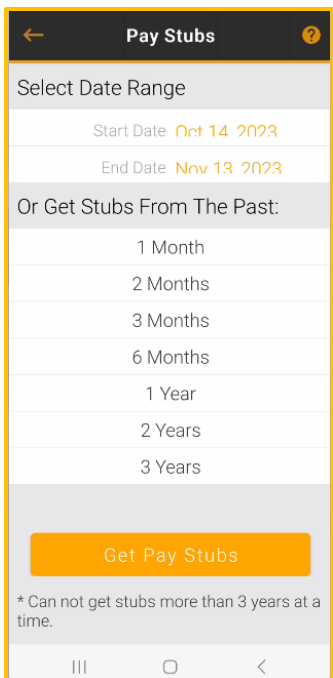 Pay Stubs
Select Date Range
Start Date Oct 14, 2023
End Date Nov 13, 2023
Or Get Stubs From The Past:
1 Month
2 Months
3 Months
6 Months
1 Year
2 Years
3 Years
Get Pay Stubs
* Can not get stubs more than 3 years at a
time.